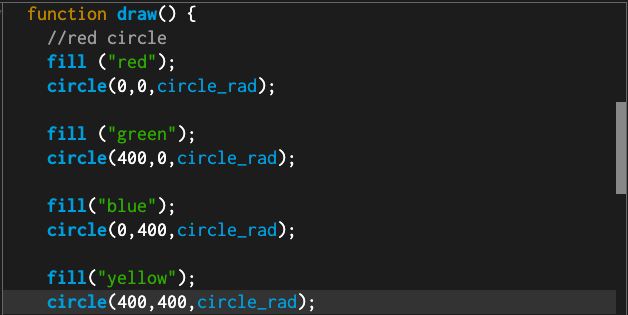 function draw() {
//red circle
fill ("red");
circle(0,0,circle_rad);
fill ("green");
circle(400,0,circle_rad);
fill("blue");
circle(0,400,circle_rad);
fill("yellow");
circle(400,400,circle_rad);